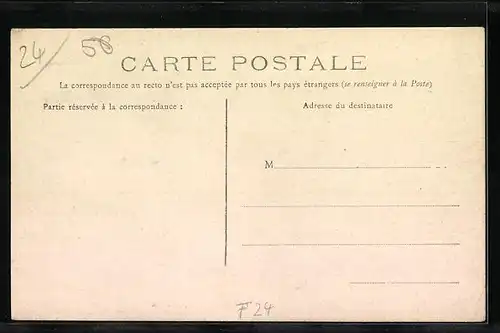 24 58
CARTE POSTALE
La correspondance au recto n'est pas acceptée par tous les pays étrangers (se renseigner à la Poste)
Partie réservée à la correspondance :
Adresse du destinataire
M
F24